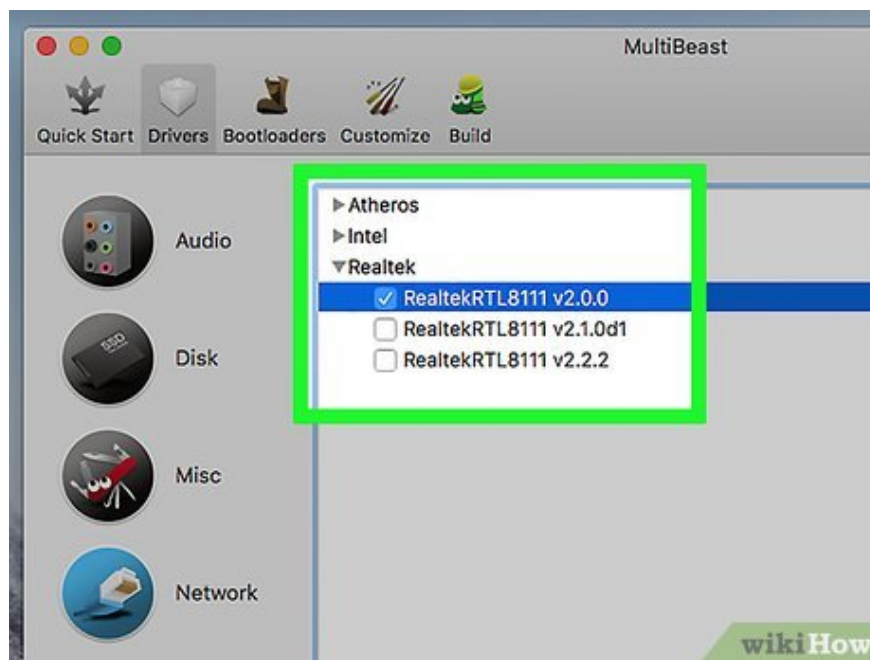 MultiBeast
Quick Start Drivers Bootloaders Customize Build
Audio
Disk
Misc
Network
Atheros
Intel
Realtek
RealtekRTL8111 v2.0.0
RealtekRTL8111 v2.1.0d1
RealtekRTL8111 v2.2.2
SSD
wikiHow